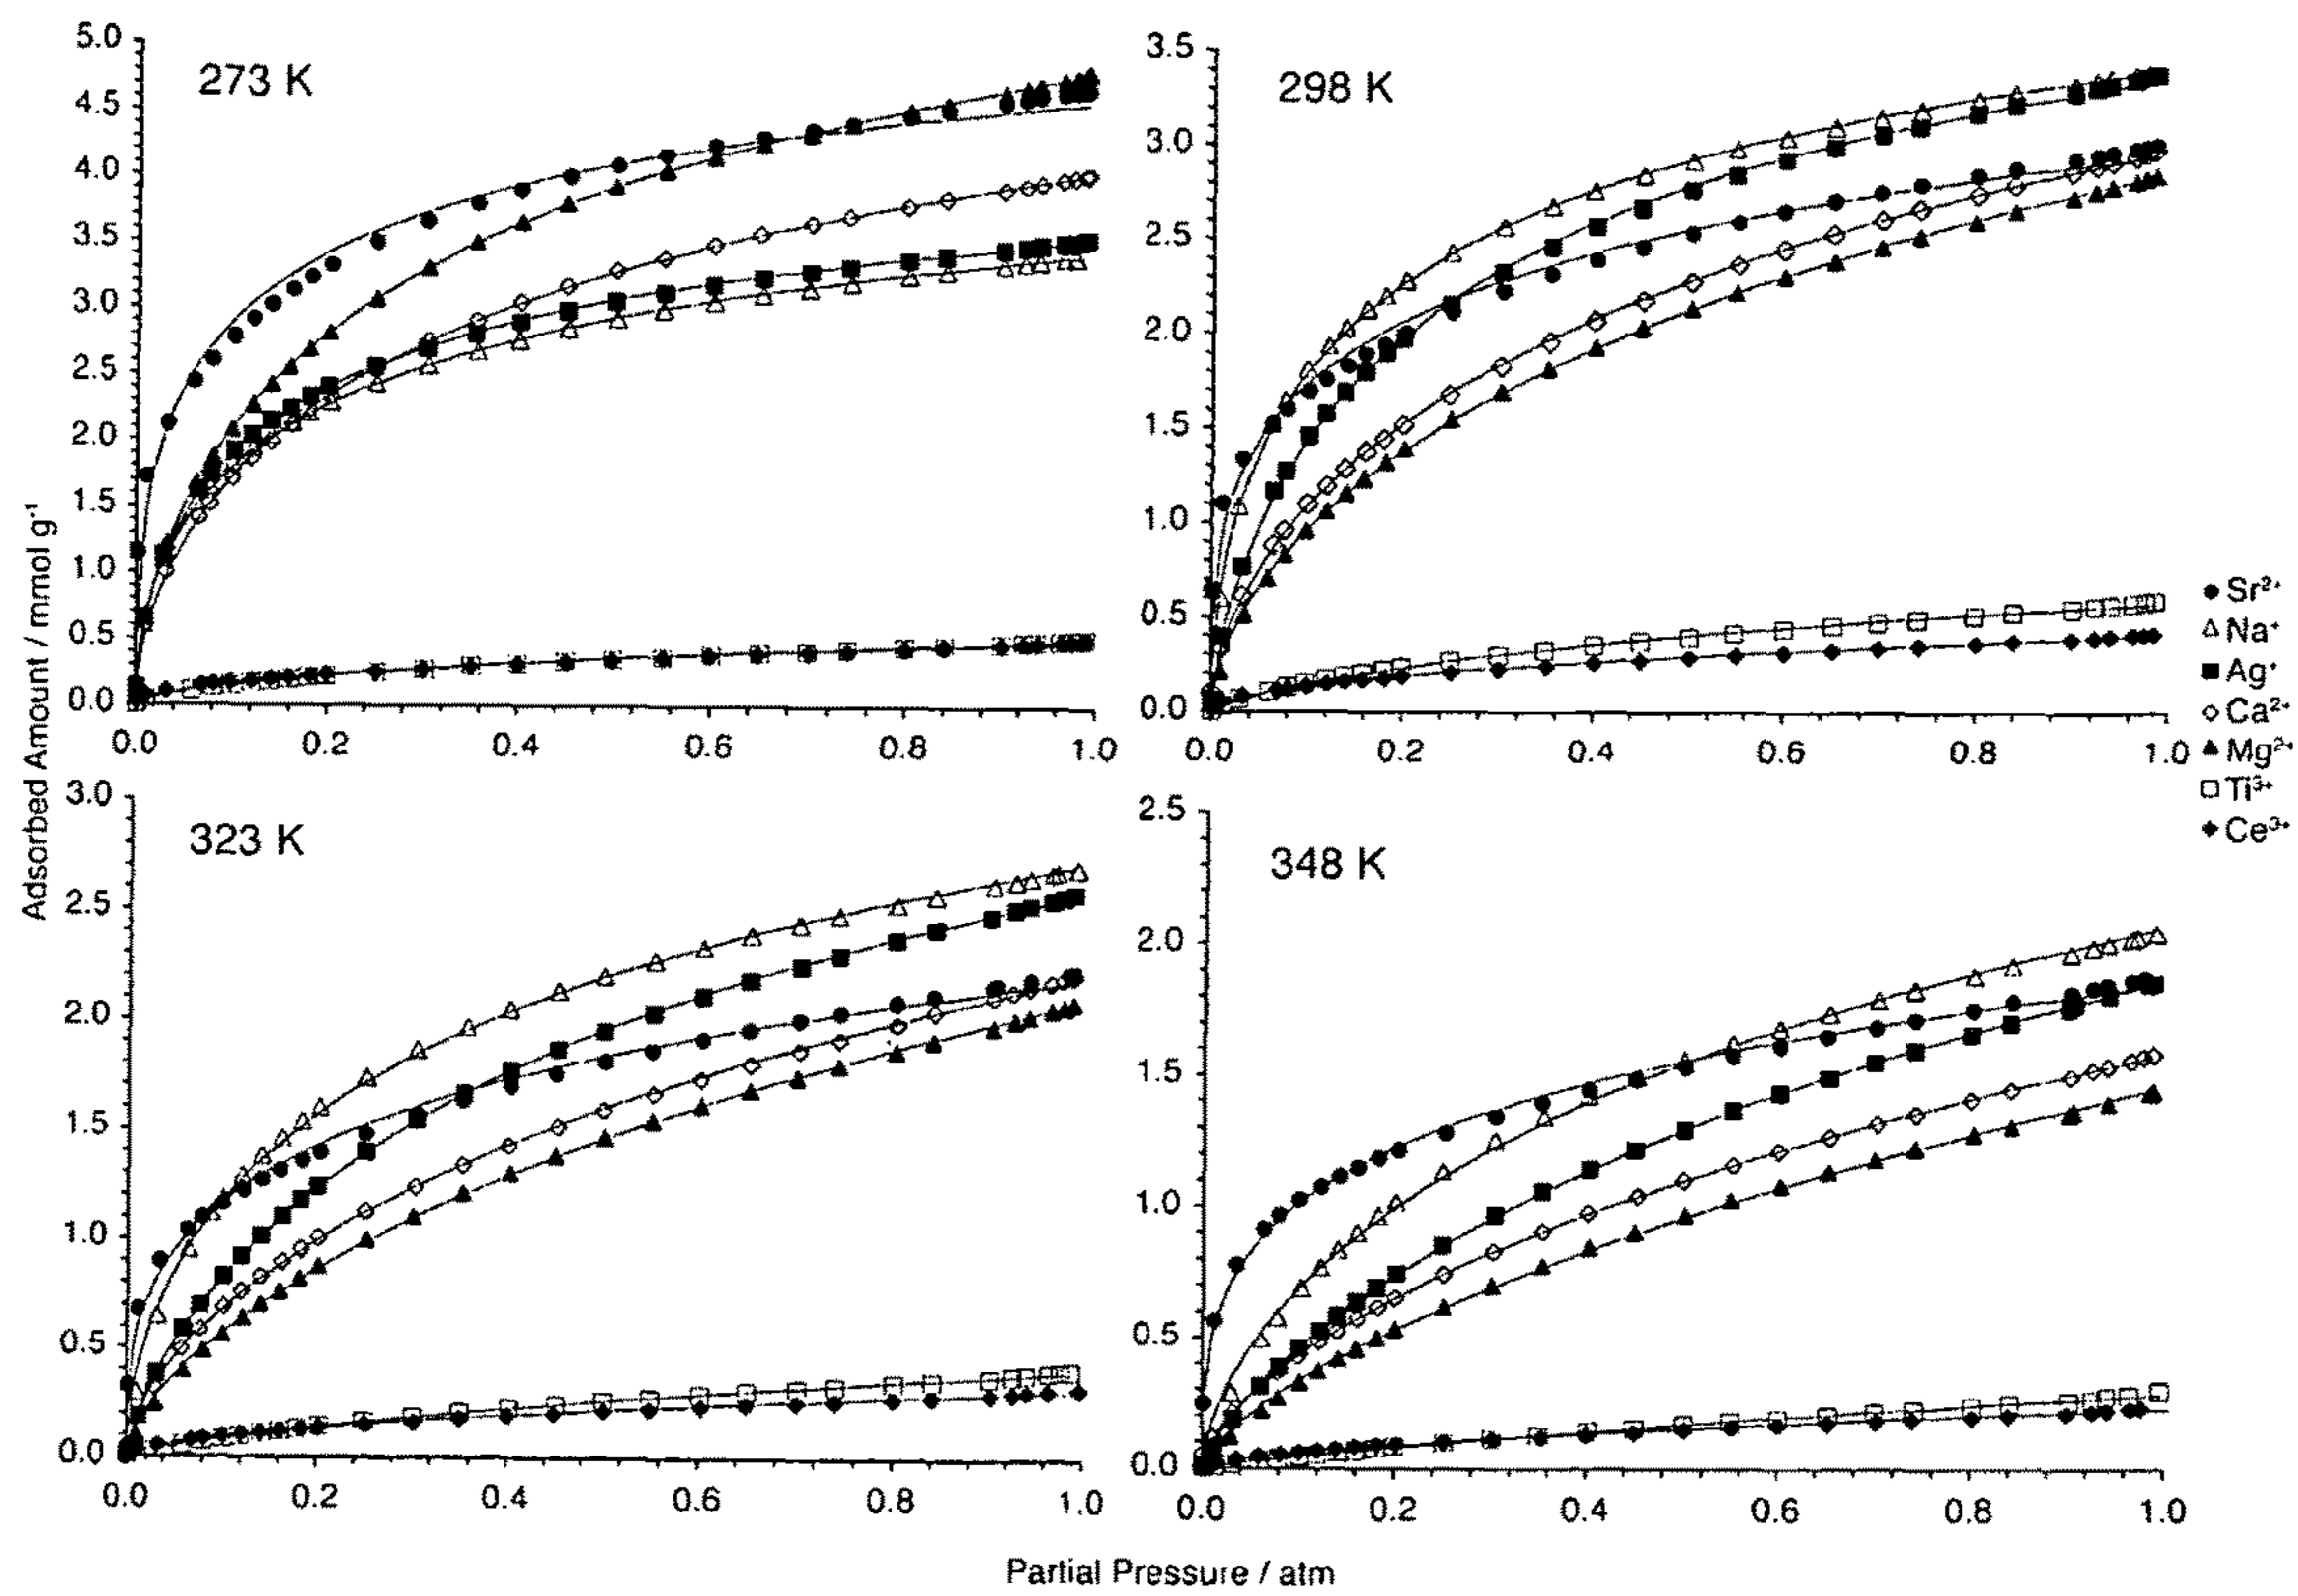 273 K
5.0
4.5
4.0
3.5
3.0
2.5
2.0
1.5
1.0
0.5
0.0
0.0 0.2 0.4 0.6 0.8 1.0
298 K
3.5
3.0
2.5
2.0
1.5
1.0
0.5
0.0
0.0 0.2 0.4 0.6 0.8 1.0
Sr²⁺
Na⁺
Ag⁺
Ca²⁺
Mg²⁺
Ti³⁺
Ce³⁺
Adsorbed Amount / mmol g⁻¹
323 K
3.0
2.5
2.0
1.5
1.0
0.5
0.0
0.0 0.2 0.4 0.6 0.8 1.0
348 K
2.5
2.0
1.5
1.0
0.5
0.0
0.0 0.2 0.4 0.6 0.8 1.0
Partial Pressure / atm